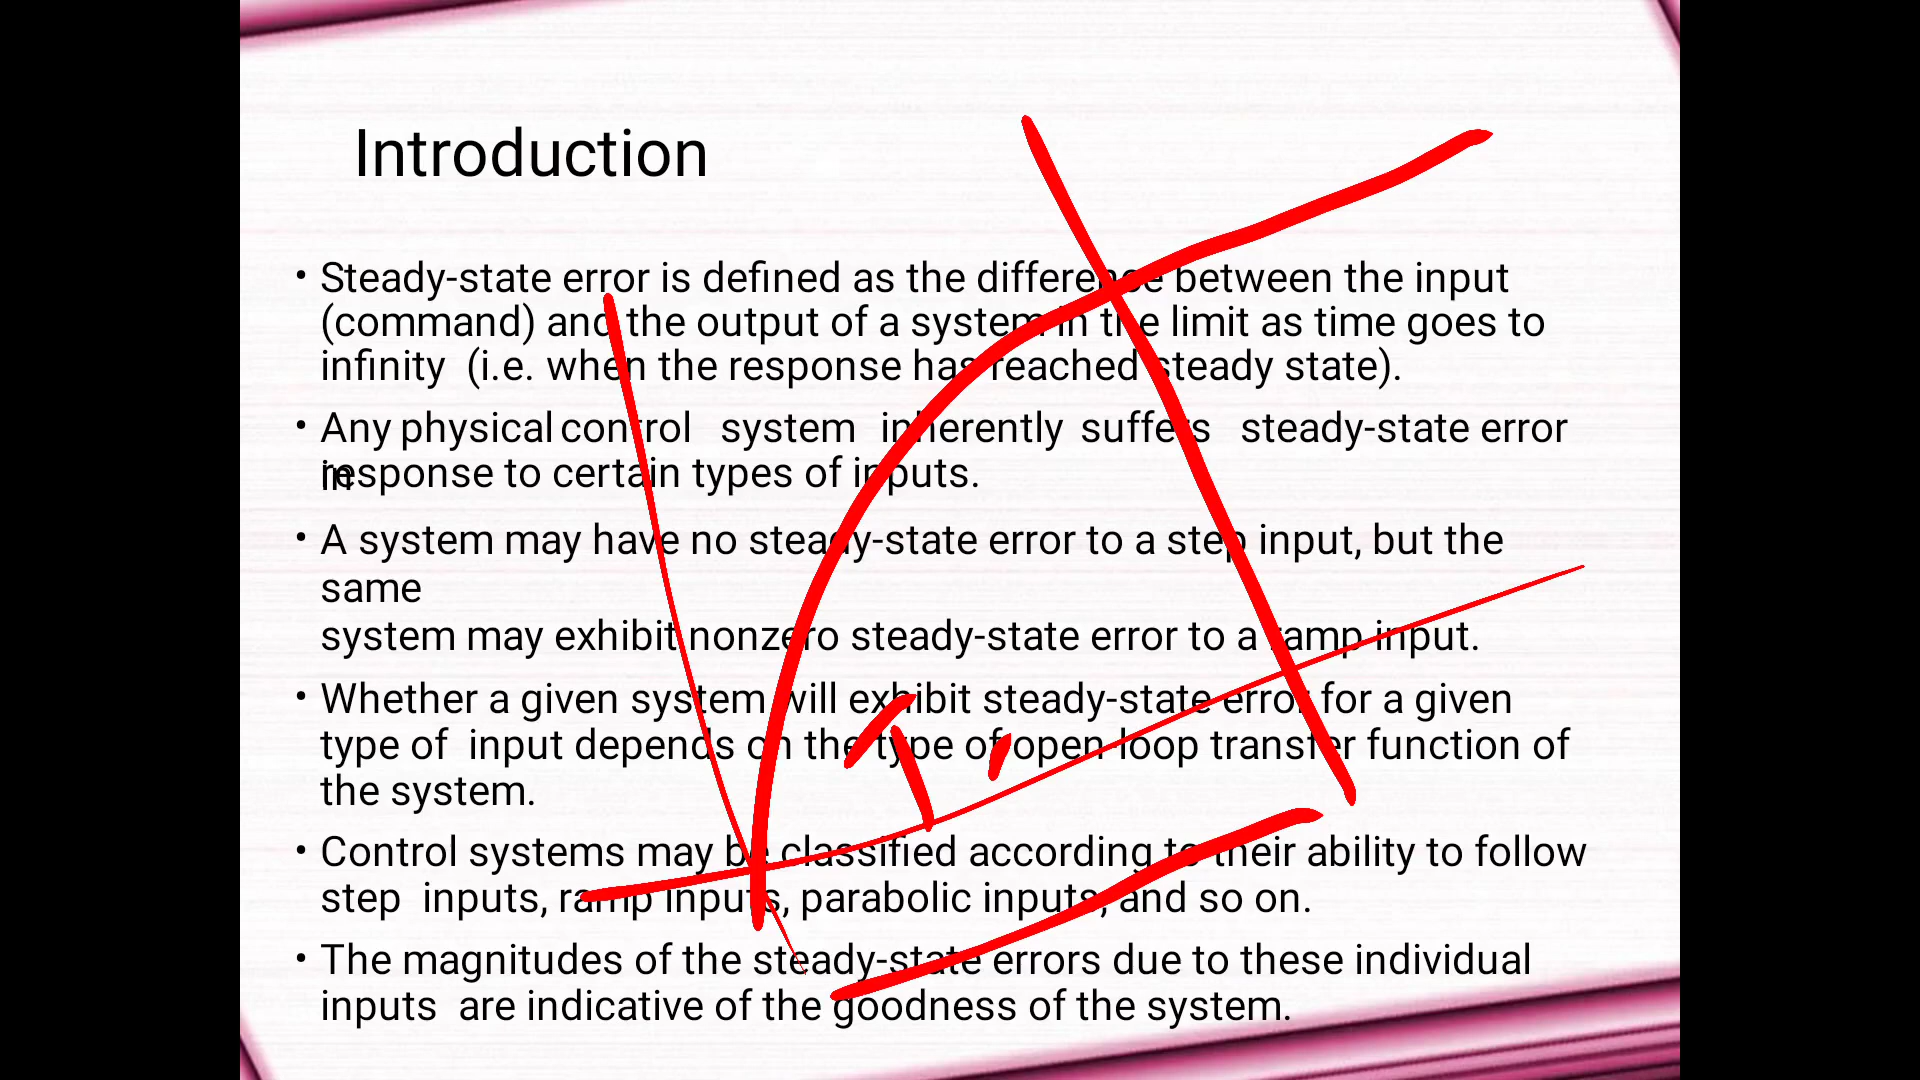 Introduction
• Steady-state error is defined as the difference between the input
(command) and the output of a system in the limit as time goes to
infinity (i.e. when the response has reached steady state).
• Any physical control system inherently suffers steady-state error
in
response to certain types of inputs.
• A system may have no steady-state error to a step input, but the
same
system may exhibit nonzero steady-state error to a ramp input.
• Whether a given system will exhibit steady-state error for a given
type of input depends on the type of open loop transfer function of
the system.
• Control systems may be classified according to their ability to follow
step inputs, ramp inputs, parabolic inputs, and so on.
• The magnitudes of the steady-state errors due to these individual
inputs are indicative of the goodness of the system.